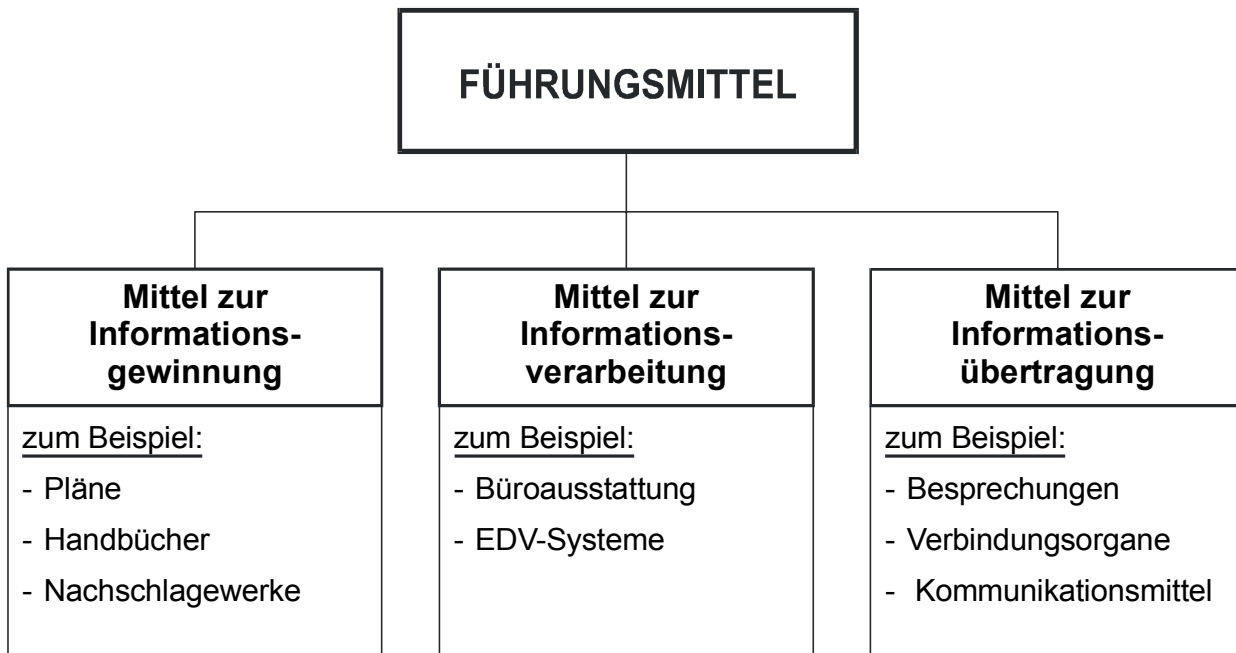 FÜHRUNGSMITTEL
Mittel zur
Informations-
gewinnung
zum Beispiel:
- Pläne
- Handbücher
- Nachschlagewerke
Mittel zur
Informations-
verarbeitung
zum Beispiel:
- Büroausstattung
- EDV-Systeme
Mittel zur
Informations-
übertragung
zum Beispiel:
- Besprechungen
- Verbindungsorgane
- Kommunikationsmittel